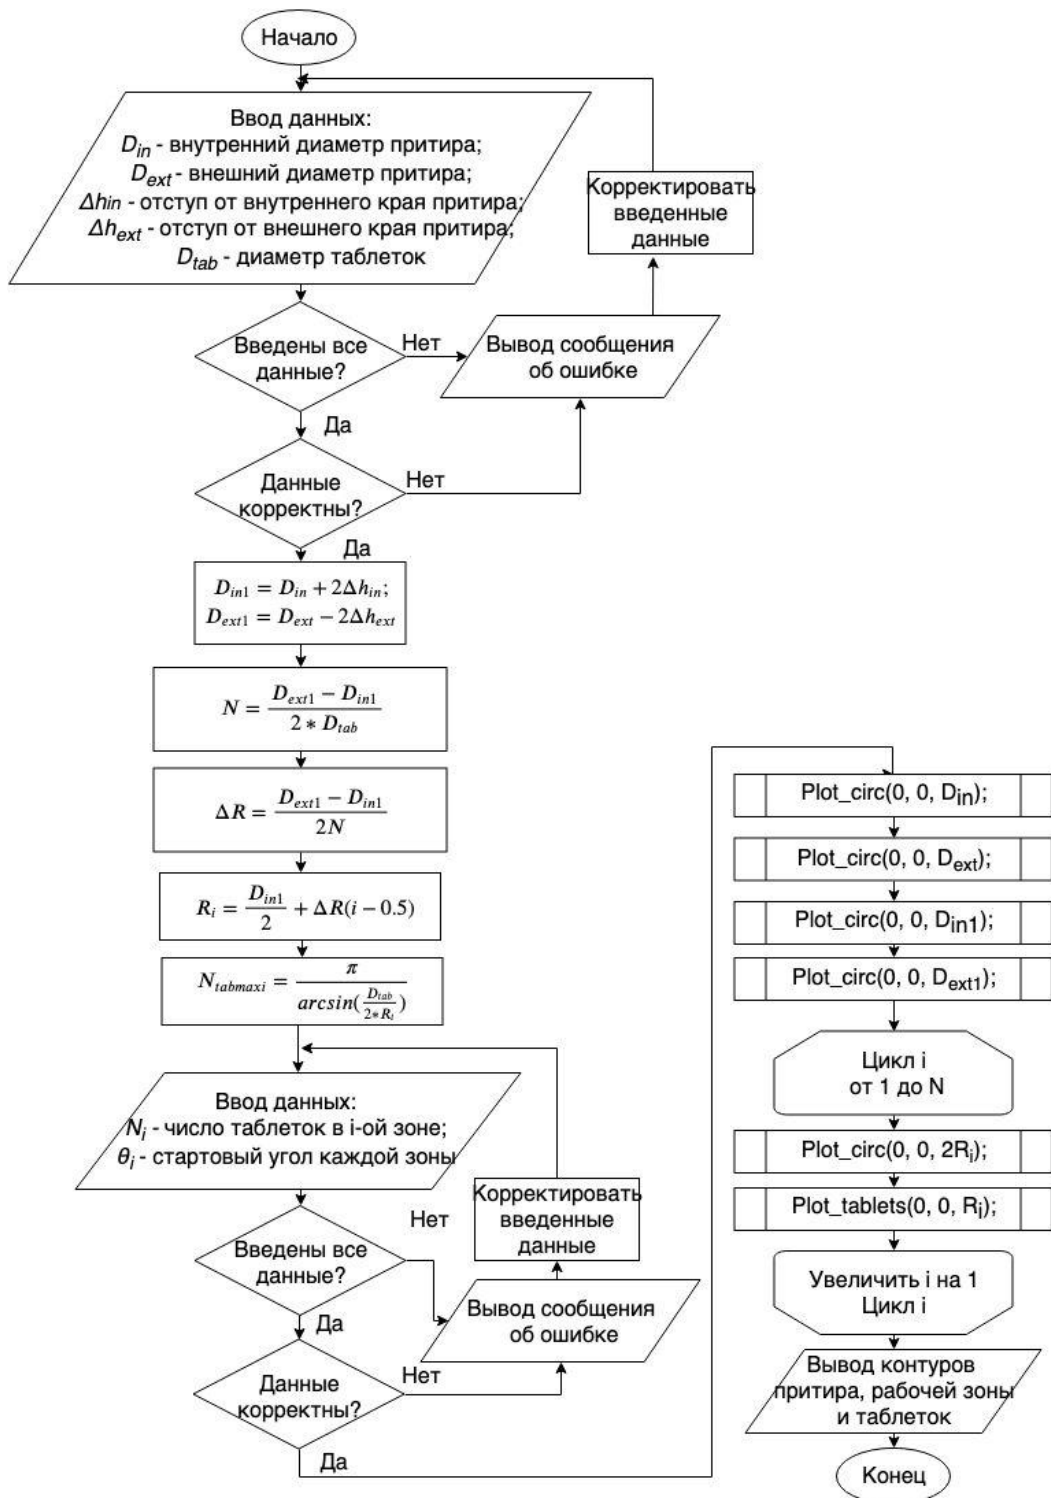 Начало
Ввод данных:
D_in - внутренний диаметр притира;
D_ext - внешний диаметр притира;
Δhin - отступ от внутреннего края притира;
Δh_ext - отступ от внешнего края притира;
D_tab - диаметр таблеток
Корректировать
введенные
данные
Введены все
данные?
Нет
Вывод сообщения
об ошибке
Да
Данные
корректны?
Нет
Да
D_in1 = D_in + 2Δh_in;
D_ext1 = D_ext − 2Δh_ext
N = (D_ext1 − D_in1) / (2 ∗ D_tab)
ΔR = (D_ext1 − D_in1) / (2N)
R_i = D_in1 / 2 + ΔR(i − 0.5)
N_tabmaxi = π / arcsin(D_tab / (2∗R_i))
Ввод данных:
N_i - число таблеток в i-ой зоне;
θ_i - стартовый угол каждой зоны
Корректировать
введенные
данные
Нет
Введены все
данные?
Вывод сообщения
об ошибке
Да
Данные
корректны?
Нет
Да
Plot_circ(0, 0, D_in);
Plot_circ(0, 0, D_ext);
Plot_circ(0, 0, D_in1);
Plot_circ(0, 0, D_ext1);
Цикл i
от 1 до N
Plot_circ(0, 0, 2R_i);
Plot_tablets(0, 0, R_i);
Увеличить i на 1
Цикл i
Вывод контуров
притира, рабочей зоны
и таблеток
Конец